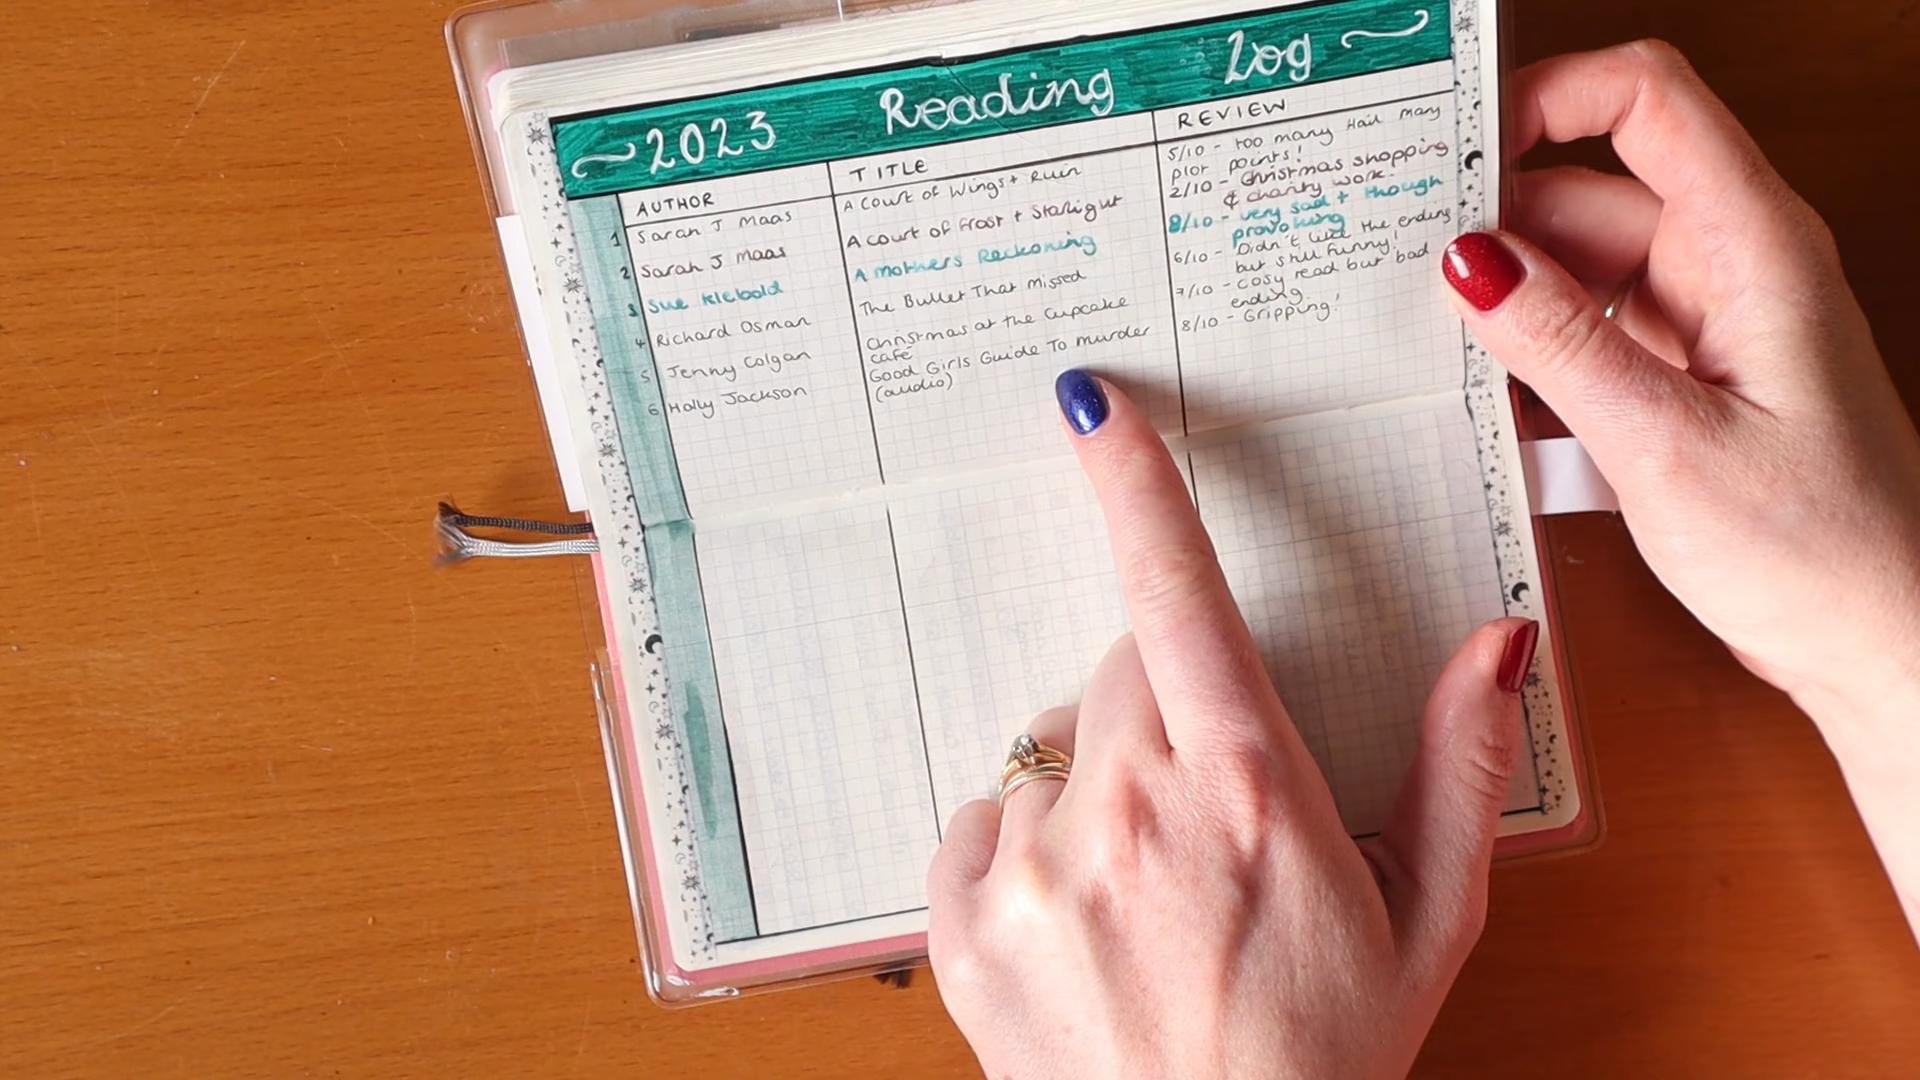 2023 Reading Log
AUTHOR TITLE REVIEW
1 Sarah J Maas A Court of Wings + Ruin 5/10 - too many Hail Mary
plot points!
2 Sarah J Maas A court of Frost + Starlight 2/10 - Christmas shopping
& charity work.
3 Sue Klebold A Mothers Reckoning 8/10 - very sad + though
provoking
4 Richard Osman The Bullet That Missed 6/10 - Didn't like the ending
but still funny!
5 Jenny Colgan Christmas at the Cupcake 7/10 - cosy read but bad
café ending.
6 Holly Jackson Good Girls Guide To murder 8/10 - Gripping!
(audio)